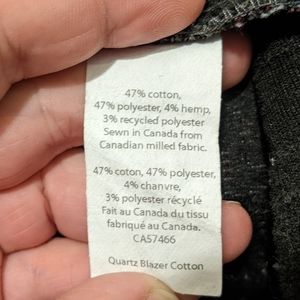 47% cotton,
47% polyester, 4% hemp,
3% recycled polyester
Sewn in Canada from
Canadian milled fabric.
47% coton, 47% polyester,
4% chanvre,
3% polyester récyclé
Fait au Canada du tissu
fabriqué au Canada.
CA57466
Quartz Blazer Cotton